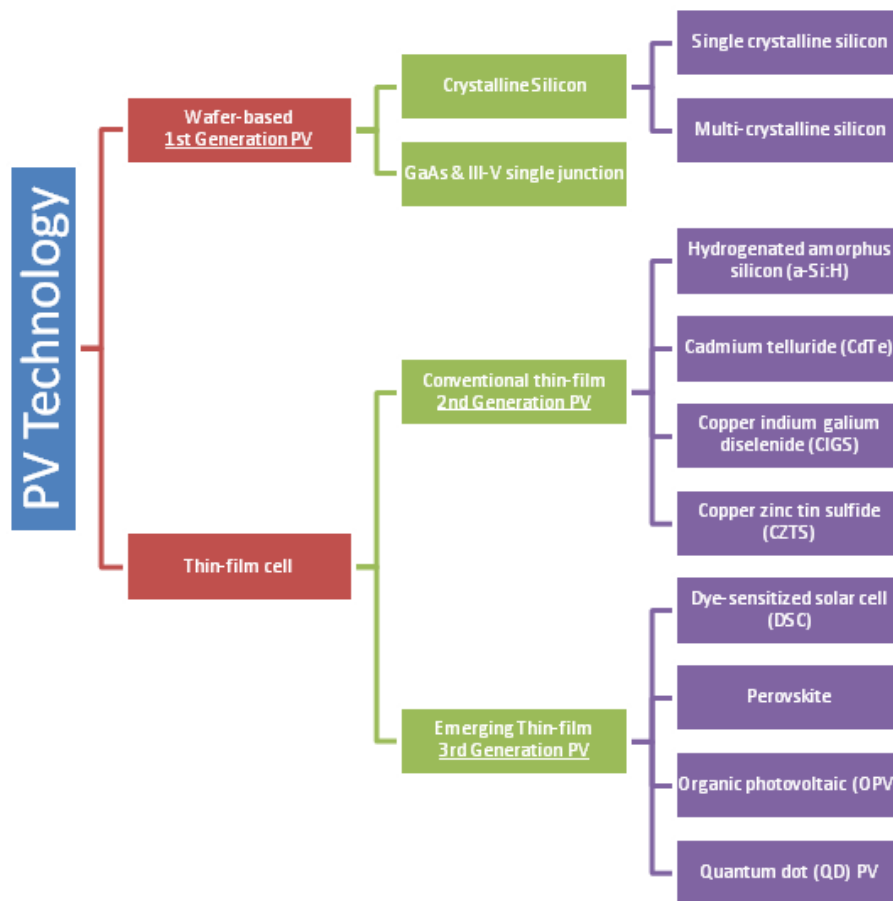 PV Technology
Wafer-based
1st Generation PV
Crystalline Silicon
Single crystalline silicon
Multi-crystalline silicon
GaAs & III-V single junction
Thin-film cell
Conventional thin-film
2nd Generation PV
Hydrogenated amorphus
silicon (a-Si:H)
Cadmium telluride (CdTe)
Copper indium galium
diselenide (CIGS)
Copper zinc tin sulfide
(CZTS)
Emerging Thin-film
3rd Generation PV
Dye-sensitized solar cell
(DSC)
Perovskite
Organic photovoltaic (OPV
Quantum dot (QD) PV